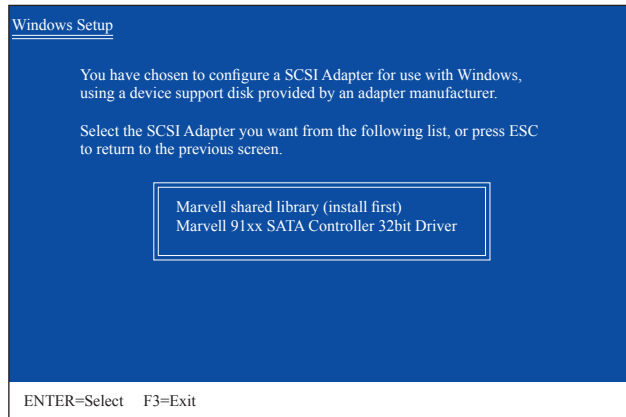 Windows Setup
You have chosen to configure a SCSI Adapter for use with Windows,
using a device support disk provided by an adapter manufacturer.
Select the SCSI Adapter you want from the following list, or press ESC
to return to the previous screen.
Marvell shared library (install first)
Marvell 91xx SATA Controller 32bit Driver
ENTER=Select F3=Exit